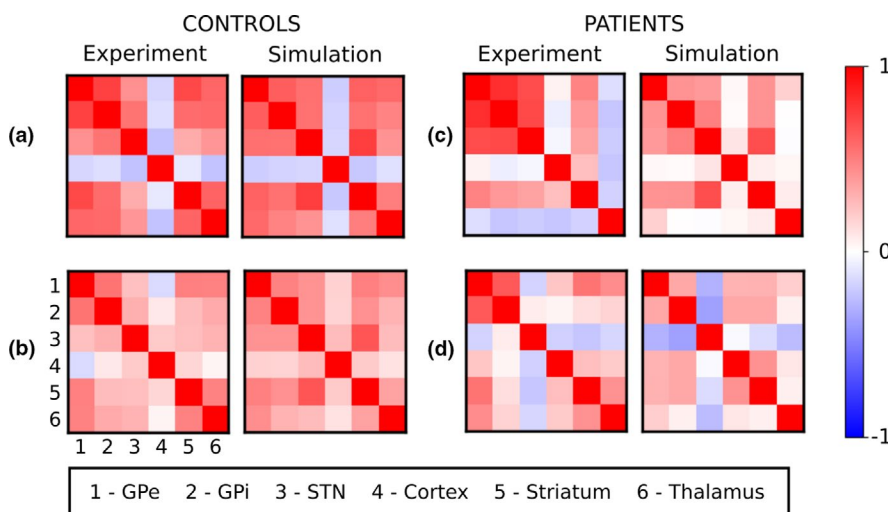 CONTROLS PATIENTS
Experiment Simulation Experiment Simulation
1
(a) (c)
0
1
2
3
(b) (d)
4
5
6
-1
1 2 3 4 5 6
1 - GPe 2 - GPi 3 - STN 4 - Cortex 5 - Striatum 6 - Thalamus